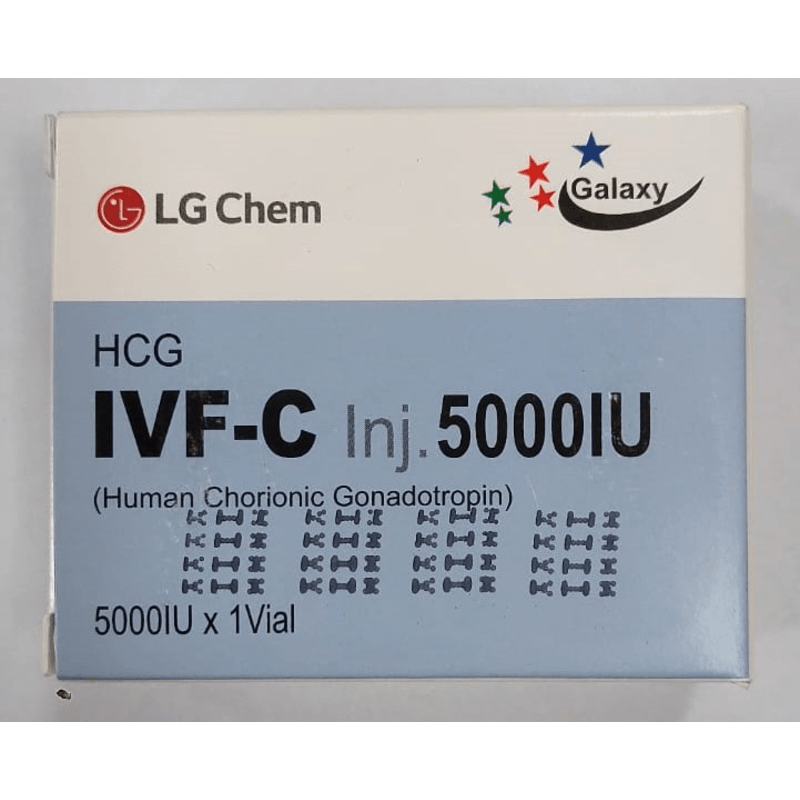 LG Chem
Galaxy
HCG
IVF-C Inj. 5000IU
(Human Chorionic Gonadotropin)
5000IU x 1Vial